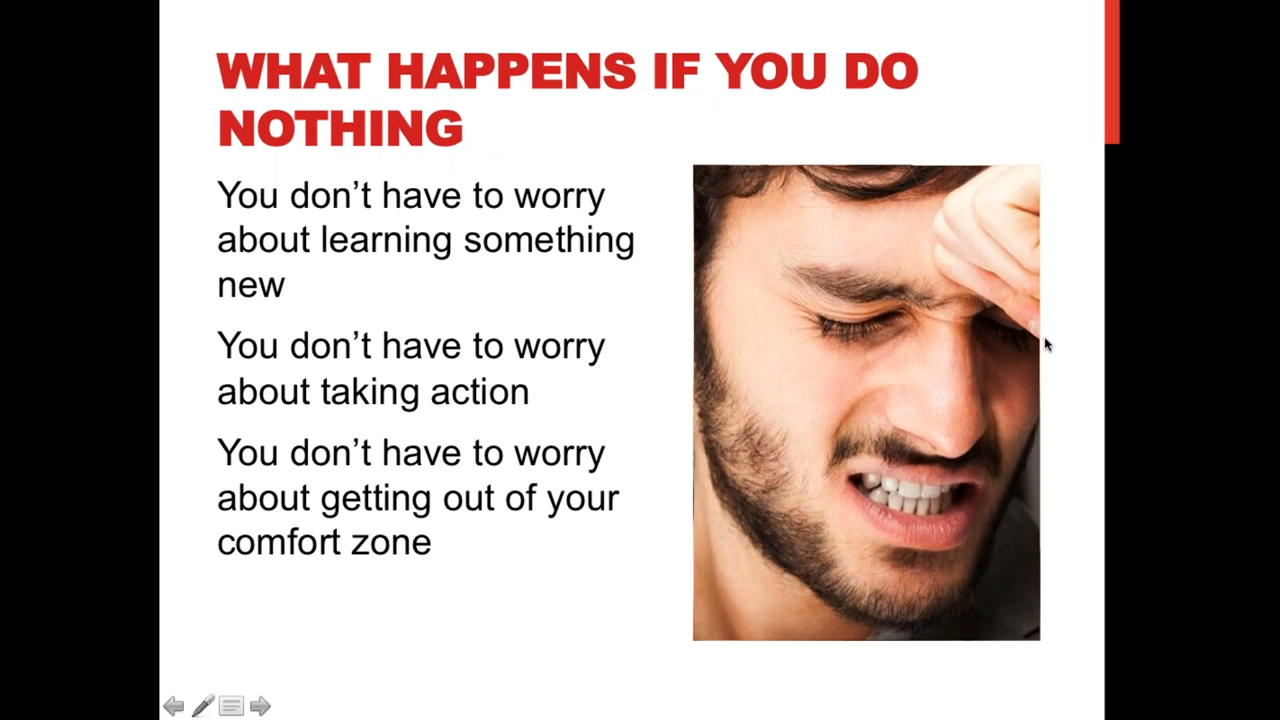 WHAT HAPPENS IF YOU DO
NOTHING
You don’t have to worry
about learning something
new
You don’t have to worry
about taking action
You don’t have to worry
about getting out of your
comfort zone